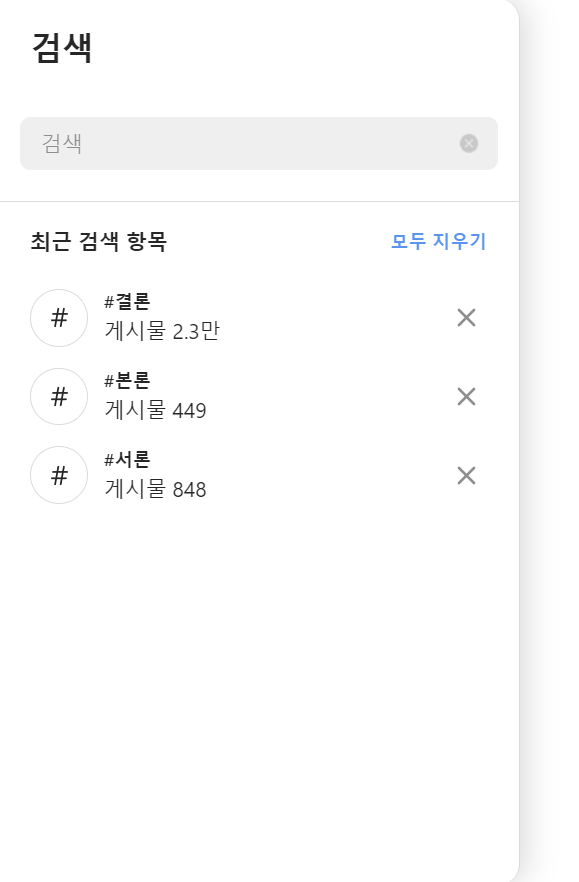 검색
검색
최근 검색 항목 모두 지우기
# #결론
게시물 2.3만
# #본론
게시물 449
# #서론
게시물 848